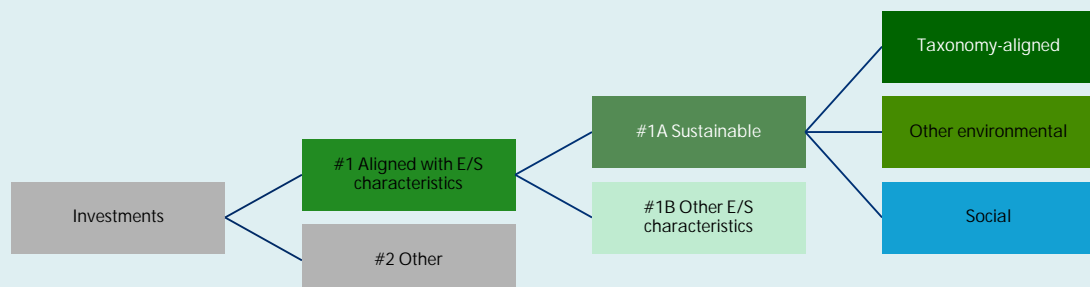 Taxonomy-aligned
#1A Sustainable
Other environmental
#1 Aligned with E/S
characteristics
Investments
#1B Other E/S
characteristics
Social
#2 Other